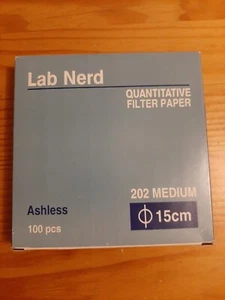 Lab Nerd
QUANTITATIVE
FILTER PAPER
202 MEDIUM
Ashless
ϕ 15cm
100 pcs